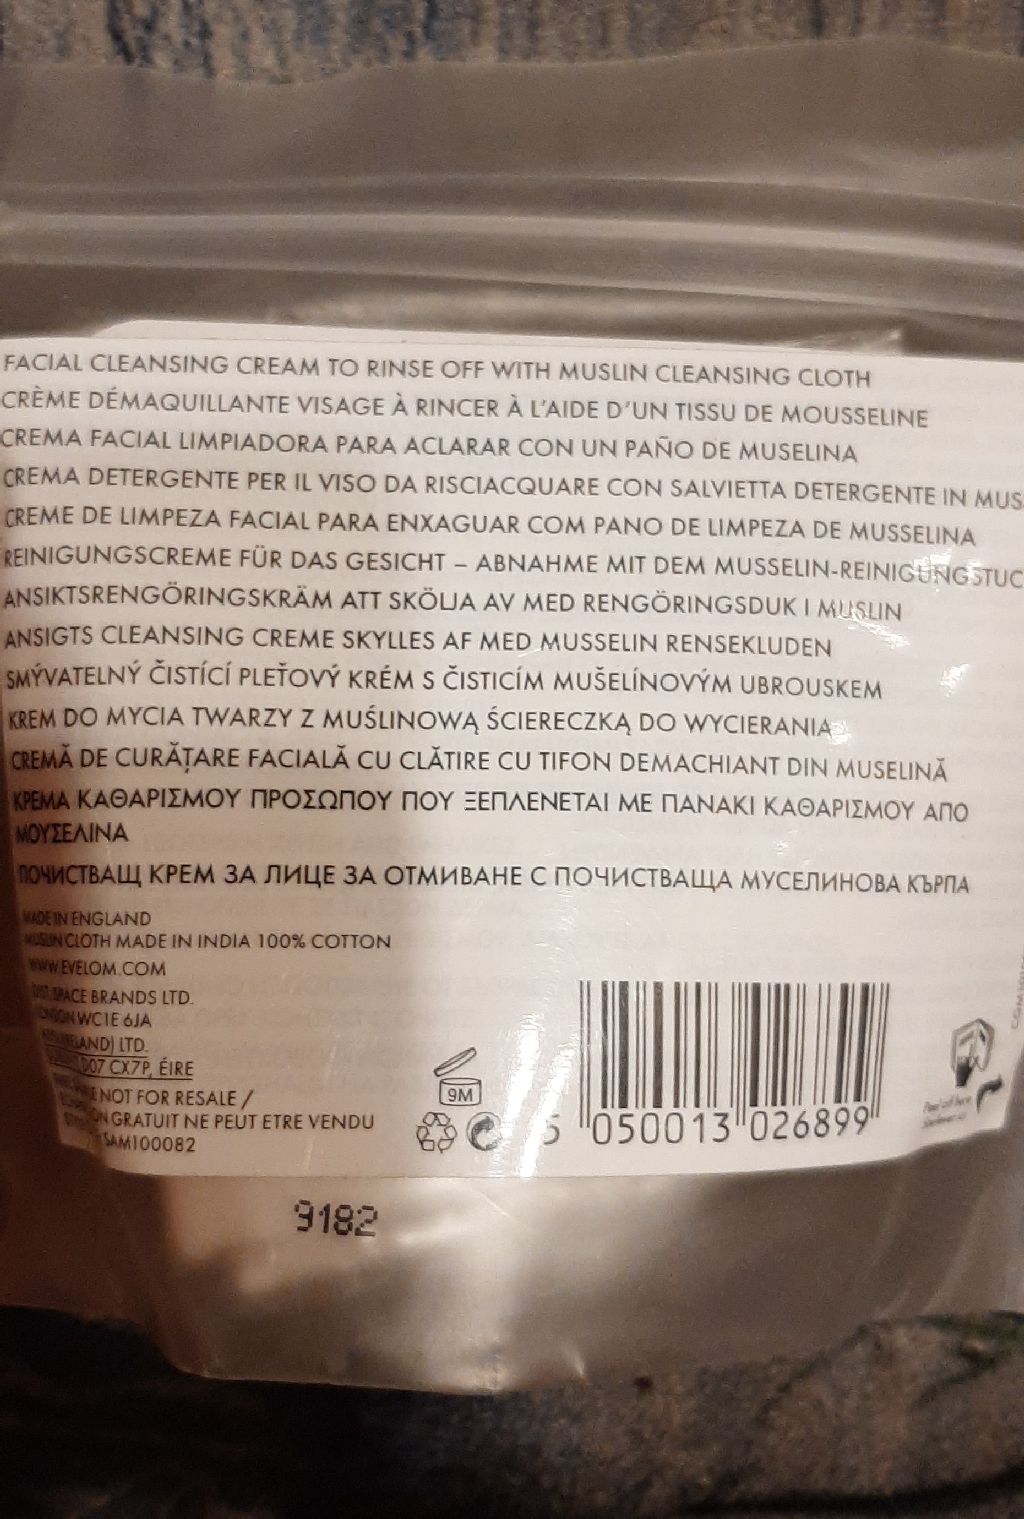 FACIAL CLEANSING CREAM TO RINSE OFF WITH MUSLIN CLEANSING CLOTH
CRÈME DÉMAQUILLANTE VISAGE À RINCER À L'AIDE D'UN TISSU DE MOUSSELINE
CREMA FACIAL LIMPIADORA PARA ACLARAR CON UN PAÑO DE MUSELINA
CREMA DETERGENTE PER IL VISO DA RISCIACQUARE CON SALVIETTA DETERGENTE IN MUS
CREME DE LIMPEZA FACIAL PARA ENXAGUAR COM PANO DE LIMPEZA DE MUSSELINA
REINIGUNGSCREME FÜR DAS GESICHT – ABNAHME MIT DEM MUSSELIN-REINIGUNGSTUC
ANSIKTSRENGÖRINGSKRÄM ATT SKÖLJA AV MED RENGÖRINGSDUK I MUSLIN
ANSIGTS CLEANSING CREME SKYLLES AF MED MUSSELIN RENSEKLUDEN
SMÝVATELNÝ ČISTÍCÍ PLEŤOVÝ KRÉM S ČISTICÍM MUŠELÍNOVÝM UBROUSKEM
KREM DO MYCIA TWARZY Z MUŚLINOWĄ ŚCIERECZKĄ DO WYCIERANIA
CREMĂ DE CURĂȚARE FACIALĂ CU CLĂTIRE CU TIFON DEMACHIANT DIN MUSELINĂ
ΚΡΕΜΑ ΚΑΘΑΡΙΣΜΟΥ ΠΡΟΣΩΠΟΥ ΠΟΥ ΞΕΠΛΕΝΕΤΑΙ ΜΕ ΠΑΝΑΚΙ ΚΑΘΑΡΙΣΜΟΥ ΑΠΟ
ΜΟΥΣΕΛΙΝΑ
ПОЧИСТВАЩ КРЕМ ЗА ЛИЦЕ ЗА ОТМИВАНЕ С ПОЧИСТВАЩА МУСЕЛИНОВА КЪРПА
MADE IN ENGLAND
MUSLIN CLOTH MADE IN INDIA 100% COTTON
WWW.EVELOM.COM
SPACE BRANDS LTD.
LONDON WC1E 6JA
LTD.
D07 CX7P, ÉIRE
NOT FOR RESALE /
GRATUIT NE PEUT ETRE VENDU
SAM100082
9M
5 050013 026899
Peel off here
9182